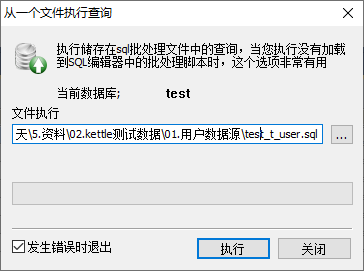 从一个文件执行查询
执行储存在sql批处理文件中的查询，当您执行没有加载
到SQL编辑器中的批处理脚本时，这个选项非常有用
当前数据库; test
文件执行
天\5.资料\02.kettle测试数据\01.用户数据源\test_t_user.sql
...
发生错误时退出
执行
关闭